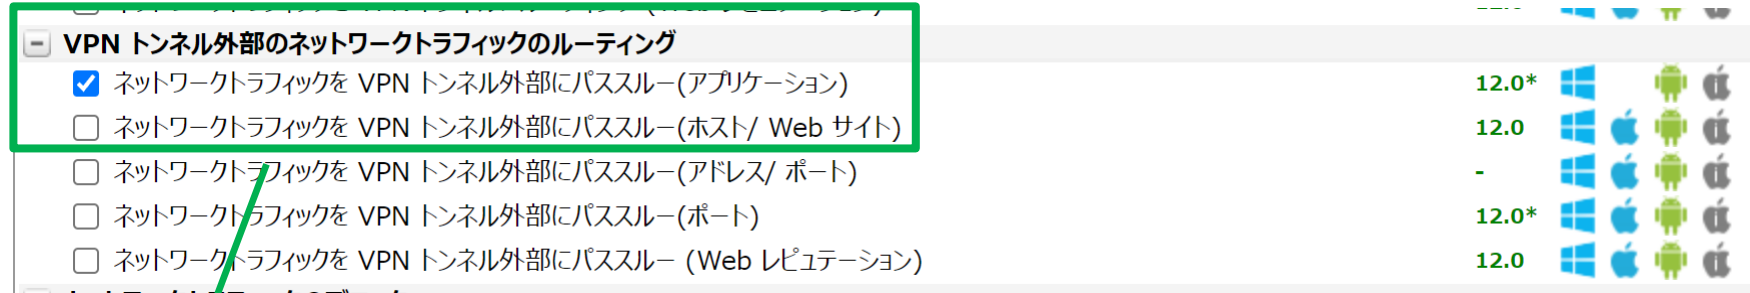 VPN トンネル外部のネットワークトラフィックのルーティング
ネットワークトラフィックを VPN トンネル外部にパススルー(アプリケーション) 12.0*
ネットワークトラフィックを VPN トンネル外部にパススルー(ホスト/ Web サイト) 12.0
ネットワークトラフィックを VPN トンネル外部にパススルー(アドレス/ ポート) -
ネットワークトラフィックを VPN トンネル外部にパススルー(ポート) 12.0*
ネットワークトラフィックを VPN トンネル外部にパススルー (Web レピュテーション) 12.0